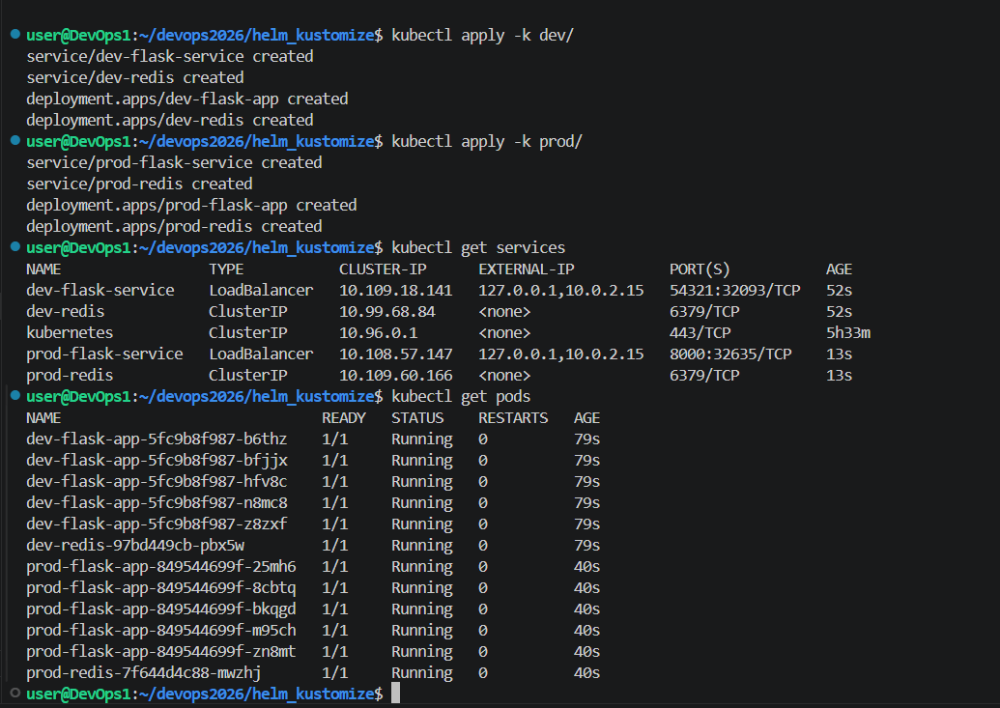 user@DevOps1:~/devops2026/helm_kustomize$ kubectl apply -k dev/
service/dev-flask-service created
service/dev-redis created
deployment.apps/dev-flask-app created
deployment.apps/dev-redis created
user@DevOps1:~/devops2026/helm_kustomize$ kubectl apply -k prod/
service/prod-flask-service created
service/prod-redis created
deployment.apps/prod-flask-app created
deployment.apps/prod-redis created
user@DevOps1:~/devops2026/helm_kustomize$ kubectl get services
NAME TYPE CLUSTER-IP EXTERNAL-IP PORT(S) AGE
dev-flask-service LoadBalancer 10.109.18.141 127.0.0.1,10.0.2.15 54321:32093/TCP 52s
dev-redis ClusterIP 10.99.68.84 <none> 6379/TCP 52s
kubernetes ClusterIP 10.96.0.1 <none> 443/TCP 5h33m
prod-flask-service LoadBalancer 10.108.57.147 127.0.0.1,10.0.2.15 8000:32635/TCP 13s
prod-redis ClusterIP 10.109.60.166 <none> 6379/TCP 13s
user@DevOps1:~/devops2026/helm_kustomize$ kubectl get pods
NAME READY STATUS RESTARTS AGE
dev-flask-app-5fc9b8f987-b6thz 1/1 Running 0 79s
dev-flask-app-5fc9b8f987-bfjjx 1/1 Running 0 79s
dev-flask-app-5fc9b8f987-hfv8c 1/1 Running 0 79s
dev-flask-app-5fc9b8f987-n8mc8 1/1 Running 0 79s
dev-flask-app-5fc9b8f987-z8zxf 1/1 Running 0 79s
dev-redis-97bd449cb-pbx5w 1/1 Running 0 79s
prod-flask-app-849544699f-25mh6 1/1 Running 0 40s
prod-flask-app-849544699f-8cbtq 1/1 Running 0 40s
prod-flask-app-849544699f-bkqgd 1/1 Running 0 40s
prod-flask-app-849544699f-m95ch 1/1 Running 0 40s
prod-flask-app-849544699f-zn8mt 1/1 Running 0 40s
prod-redis-7f644d4c88-mwzhj 1/1 Running 0 40s
user@DevOps1:~/devops2026/helm_kustomize$